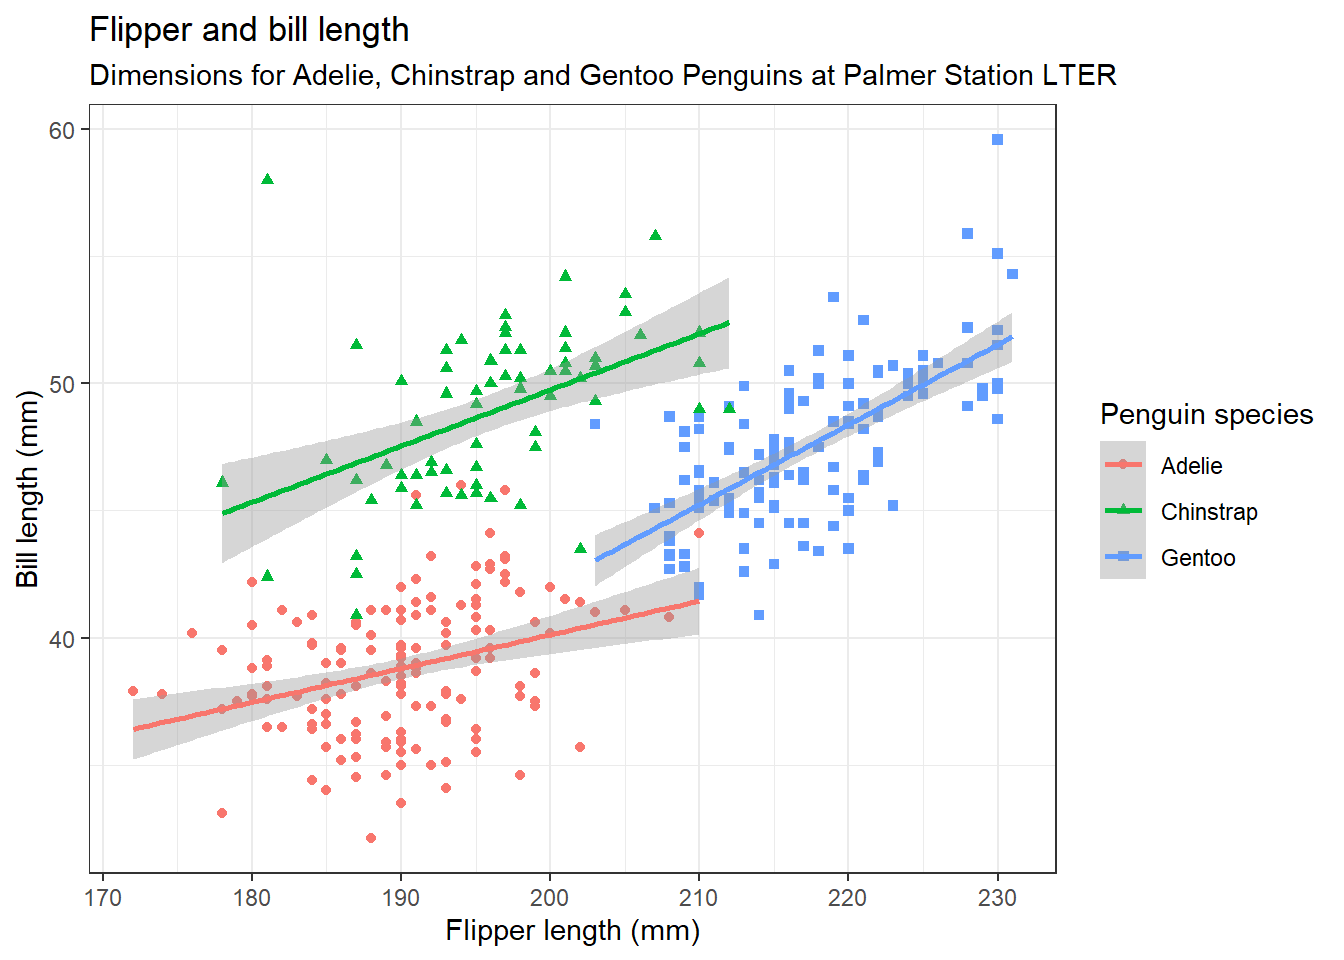 Flipper and bill length
Dimensions for Adelie, Chinstrap and Gentoo Penguins at Palmer Station LTER
60
50
40
Bill length (mm)
170 180 190 200 210 220 230
Flipper length (mm)
Penguin species
Adelie
Chinstrap
Gentoo